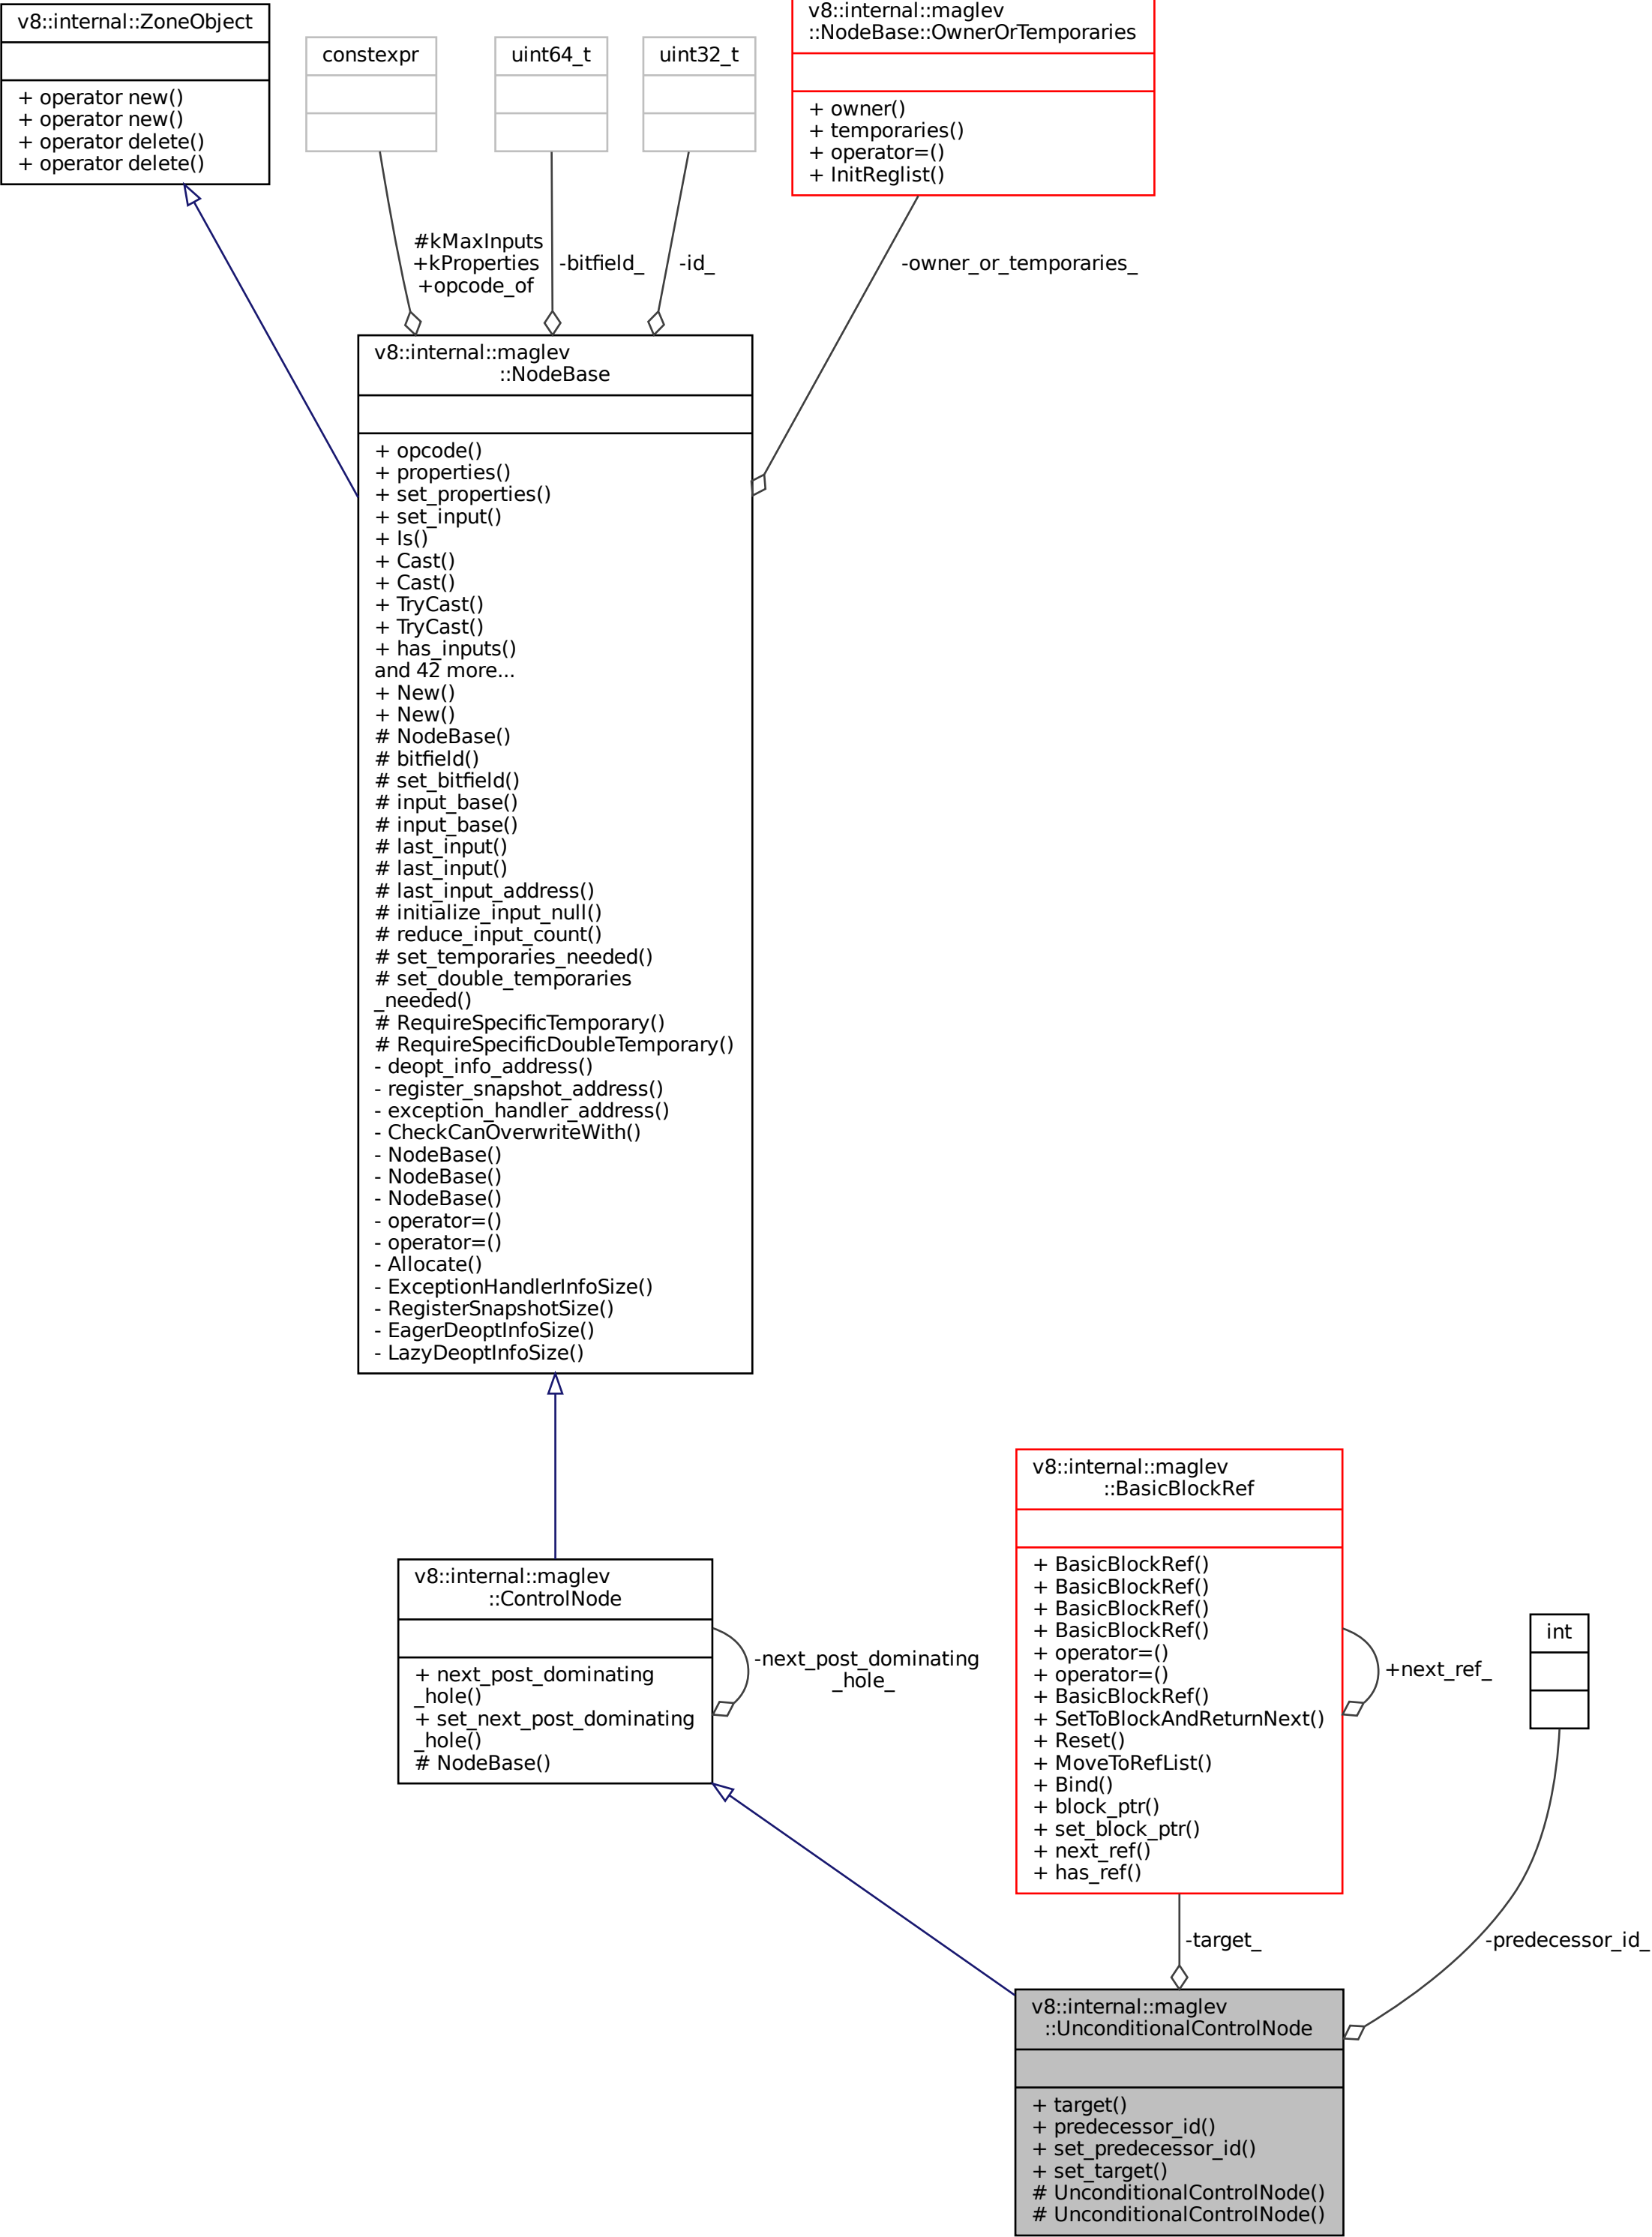 v8::internal::ZoneObject
+ operator new()
+ operator new()
+ operator delete()
+ operator delete()
constexpr
uint64_t
uint32_t
v8::internal::maglev
::NodeBase::OwnerOrTemporaries
+ owner()
+ temporaries()
+ operator=()
+ InitReglist()
#kMaxInputs
+kProperties
+opcode_of
-bitfield_
-id_
-owner_or_temporaries_
v8::internal::maglev
::NodeBase
+ opcode()
+ properties()
+ set_properties()
+ set_input()
+ Is()
+ Cast()
+ Cast()
+ TryCast()
+ TryCast()
+ has_inputs()
and 42 more...
+ New()
+ New()
# NodeBase()
# bitfield()
# set_bitfield()
# input_base()
# input_base()
# last_input()
# last_input()
# last_input_address()
# initialize_input_null()
# reduce_input_count()
# set_temporaries_needed()
# set_double_temporaries
_needed()
# RequireSpecificTemporary()
# RequireSpecificDoubleTemporary()
- deopt_info_address()
- register_snapshot_address()
- exception_handler_address()
- CheckCanOverwriteWith()
- NodeBase()
- NodeBase()
- NodeBase()
- operator=()
- operator=()
- Allocate()
- ExceptionHandlerInfoSize()
- RegisterSnapshotSize()
- EagerDeoptInfoSize()
- LazyDeoptInfoSize()
v8::internal::maglev
::ControlNode
+ next_post_dominating
_hole()
+ set_next_post_dominating
_hole()
# NodeBase()
-next_post_dominating
_hole_
v8::internal::maglev
::BasicBlockRef
+ BasicBlockRef()
+ BasicBlockRef()
+ BasicBlockRef()
+ BasicBlockRef()
+ operator=()
+ operator=()
+ BasicBlockRef()
+ SetToBlockAndReturnNext()
+ Reset()
+ MoveToRefList()
+ Bind()
+ block_ptr()
+ set_block_ptr()
+ next_ref()
+ has_ref()
+next_ref_
int
-target_
-predecessor_id_
v8::internal::maglev
::UnconditionalControlNode
+ target()
+ predecessor_id()
+ set_predecessor_id()
+ set_target()
# UnconditionalControlNode()
# UnconditionalControlNode()